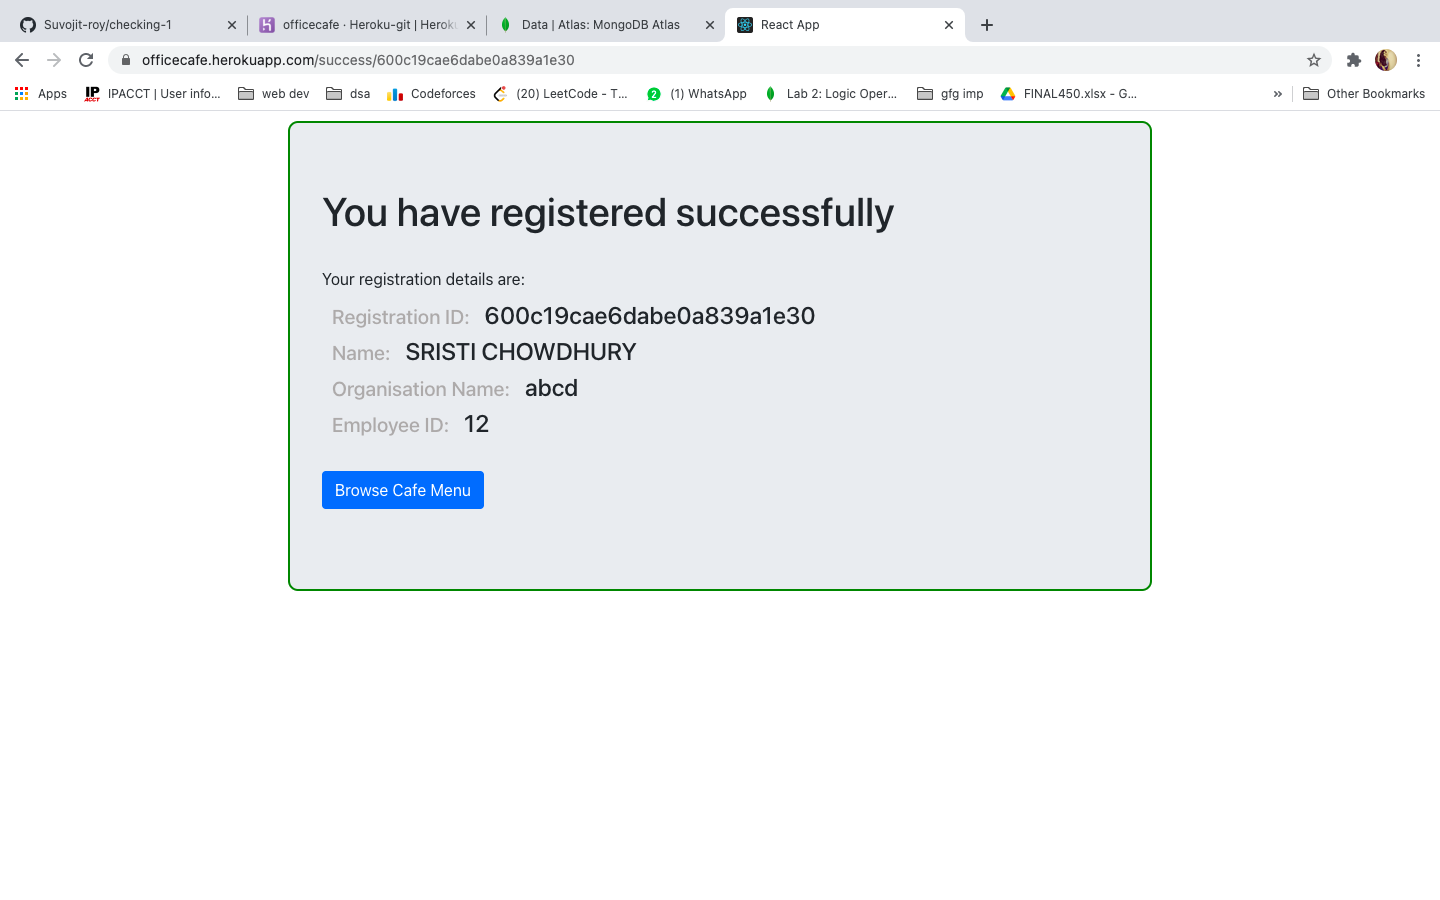 Suvojit-roy/checking-1
officecafe · Heroku-git | Heroku
Data | Atlas: MongoDB Atlas
React App
officecafe.herokuapp.com/success/600c19cae6dabe0a839a1e30
Apps
IPACCT | User info...
web dev
dsa
Codeforces
(20) LeetCode - T...
(1) WhatsApp
Lab 2: Logic Oper...
gfg imp
FINAL450.xlsx - G...
»
Other Bookmarks
You have registered successfully
Your registration details are:
Registration ID: 600c19cae6dabe0a839a1e30
Name: SRISTI CHOWDHURY
Organisation Name: abcd
Employee ID: 12
Browse Cafe Menu